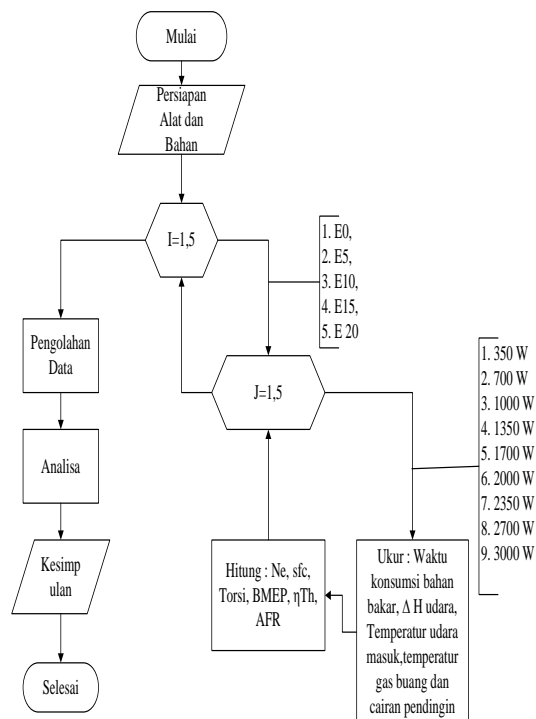 Mulai
Persiapan
Alat dan
Bahan
I=1,5
1. E0,
2. E5,
3. E10,
4. E15,
5. E 20
Pengolahan
Data
J=1,5
1. 350 W
2. 700 W
3. 1000 W
4. 1350 W
5. 1700 W
6. 2000 W
7. 2350 W
8. 2700 W
9. 3000 W
Analisa
Hitung : Ne, sfc,
Torsi, BMEP, ηTh,
AFR
Ukur : Waktu
konsumsi bahan
bakar, Δ H udara,
Temperatur udara
masuk,temperatur
gas buang dan
cairan pendingin
Kesimp
ulan
Selesai